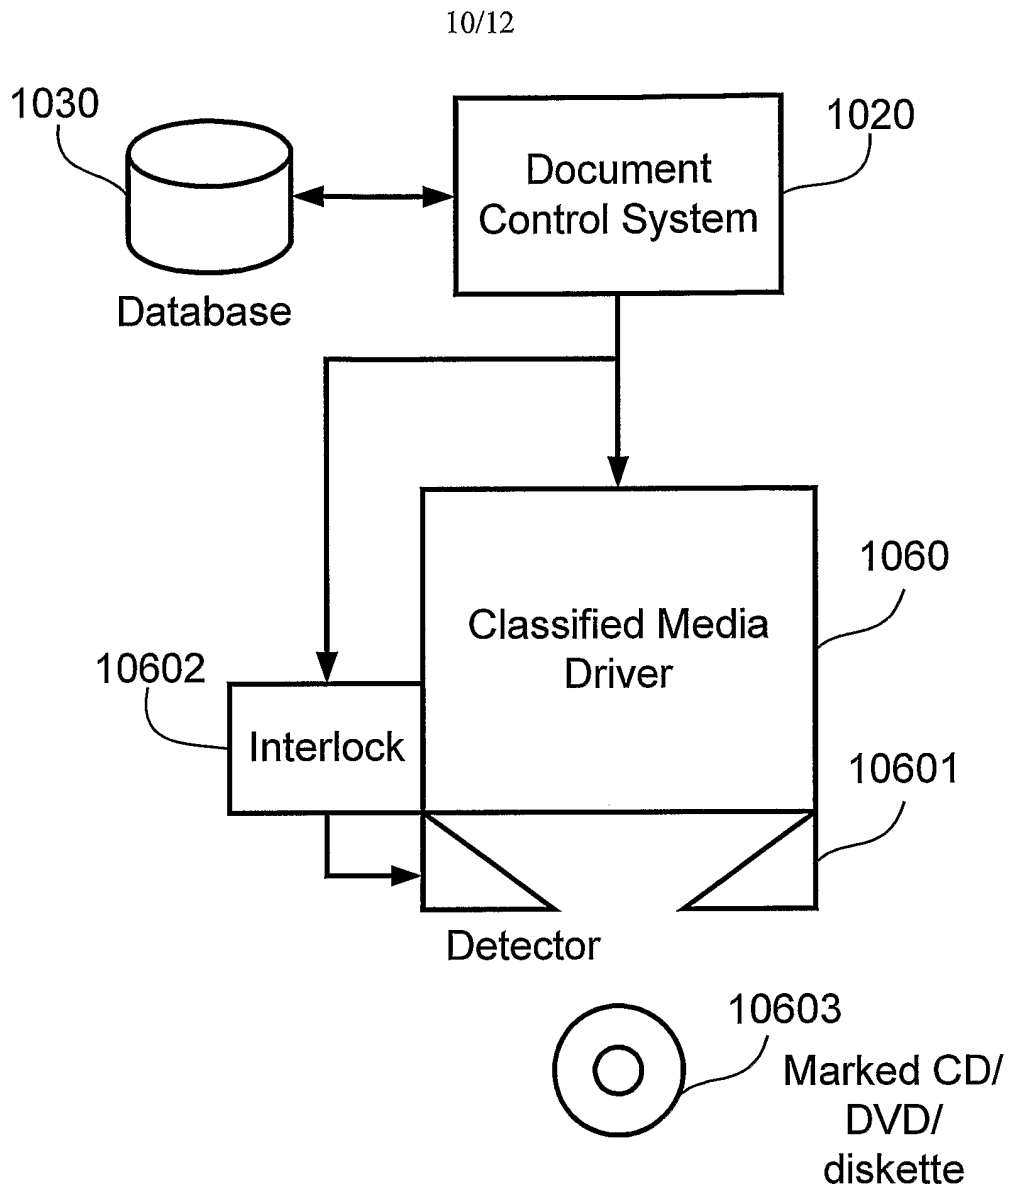 10/12
1030
1020
Document
Control System
Database
1060
Classified Media
Driver
10602
Interlock
10601
Detector
10603
Marked CD/
DVD/
diskette